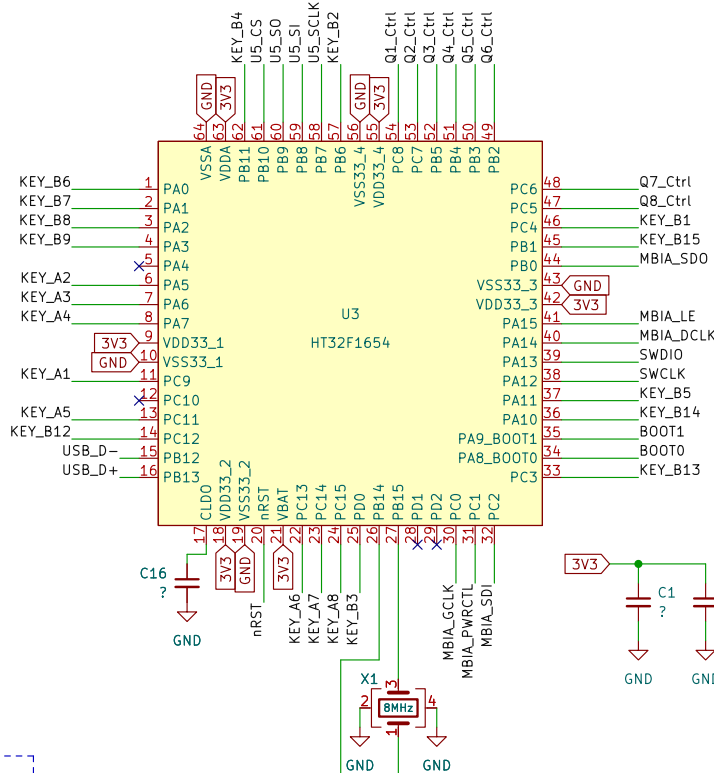 KEY_B4
U5_CS
U5_SO
U5_SI
U5_SCLK
KEY_B2
Q1_Ctrl
Q2_Ctrl
Q3_Ctrl
Q4_Ctrl
Q5_Ctrl
Q6_Ctrl
GND
3V3
GND
3V3
64
63
62
61
60
59
58
57
56
55
54
53
52
51
50
49
VSSA
VDDA
PB11
PB10
PB9
PB8
PB7
PB6
VSS33_4
VDD33_4
PC8
PC7
PB5
PB4
PB3
PB2
KEY_B6 1 PA0
KEY_B7 2 PA1
KEY_B8 3 PA2
KEY_B9 4 PA3
5 PA4
KEY_A2 6 PA5
KEY_A3 7 PA6
KEY_A4 8 PA7
3V3 9 VDD33_1
GND 10 VSS33_1
KEY_A1 11 PC9
12 PC10
KEY_A5 13 PC11
KEY_B12 14 PC12
USB_D- 15 PB12
USB_D+ 16 PB13
U3
HT32F1654
PC6 48 Q7_Ctrl
PC5 47 Q8_Ctrl
PC4 46 KEY_B1
PB1 45 KEY_B15
PB0 44 MBIA_SDO
VSS33_3 43 GND
VDD33_3 42 3V3
PA15 41 MBIA_LE
PA14 40 MBIA_DCLK
PA13 39 SWDIO
PA12 38 SWCLK
PA11 37 KEY_B5
PA10 36 KEY_B14
PA9_BOOT1 35 BOOT1
PA8_BOOT0 34 BOOT0
PC3 33 KEY_B13
CLDO
VDD33_2
VSS33_2
nRST
VBAT
PC13
PC14
PC15
PD0
PB14
PB15
PD1
PD2
PC0
PC1
PC2
17
18
19
20
21
22
23
24
25
26
27
28
29
30
31
32
3V3
GND
3V3
nRST
KEY_A6
KEY_A7
KEY_A8
KEY_B3
MBIA_GCLK
MBIA_PWRCTL
MBIA_SDI
C16
?
GND
3V3
C1
?
GND
GND
X1
3
2
8MHz
4
1
GND
GND